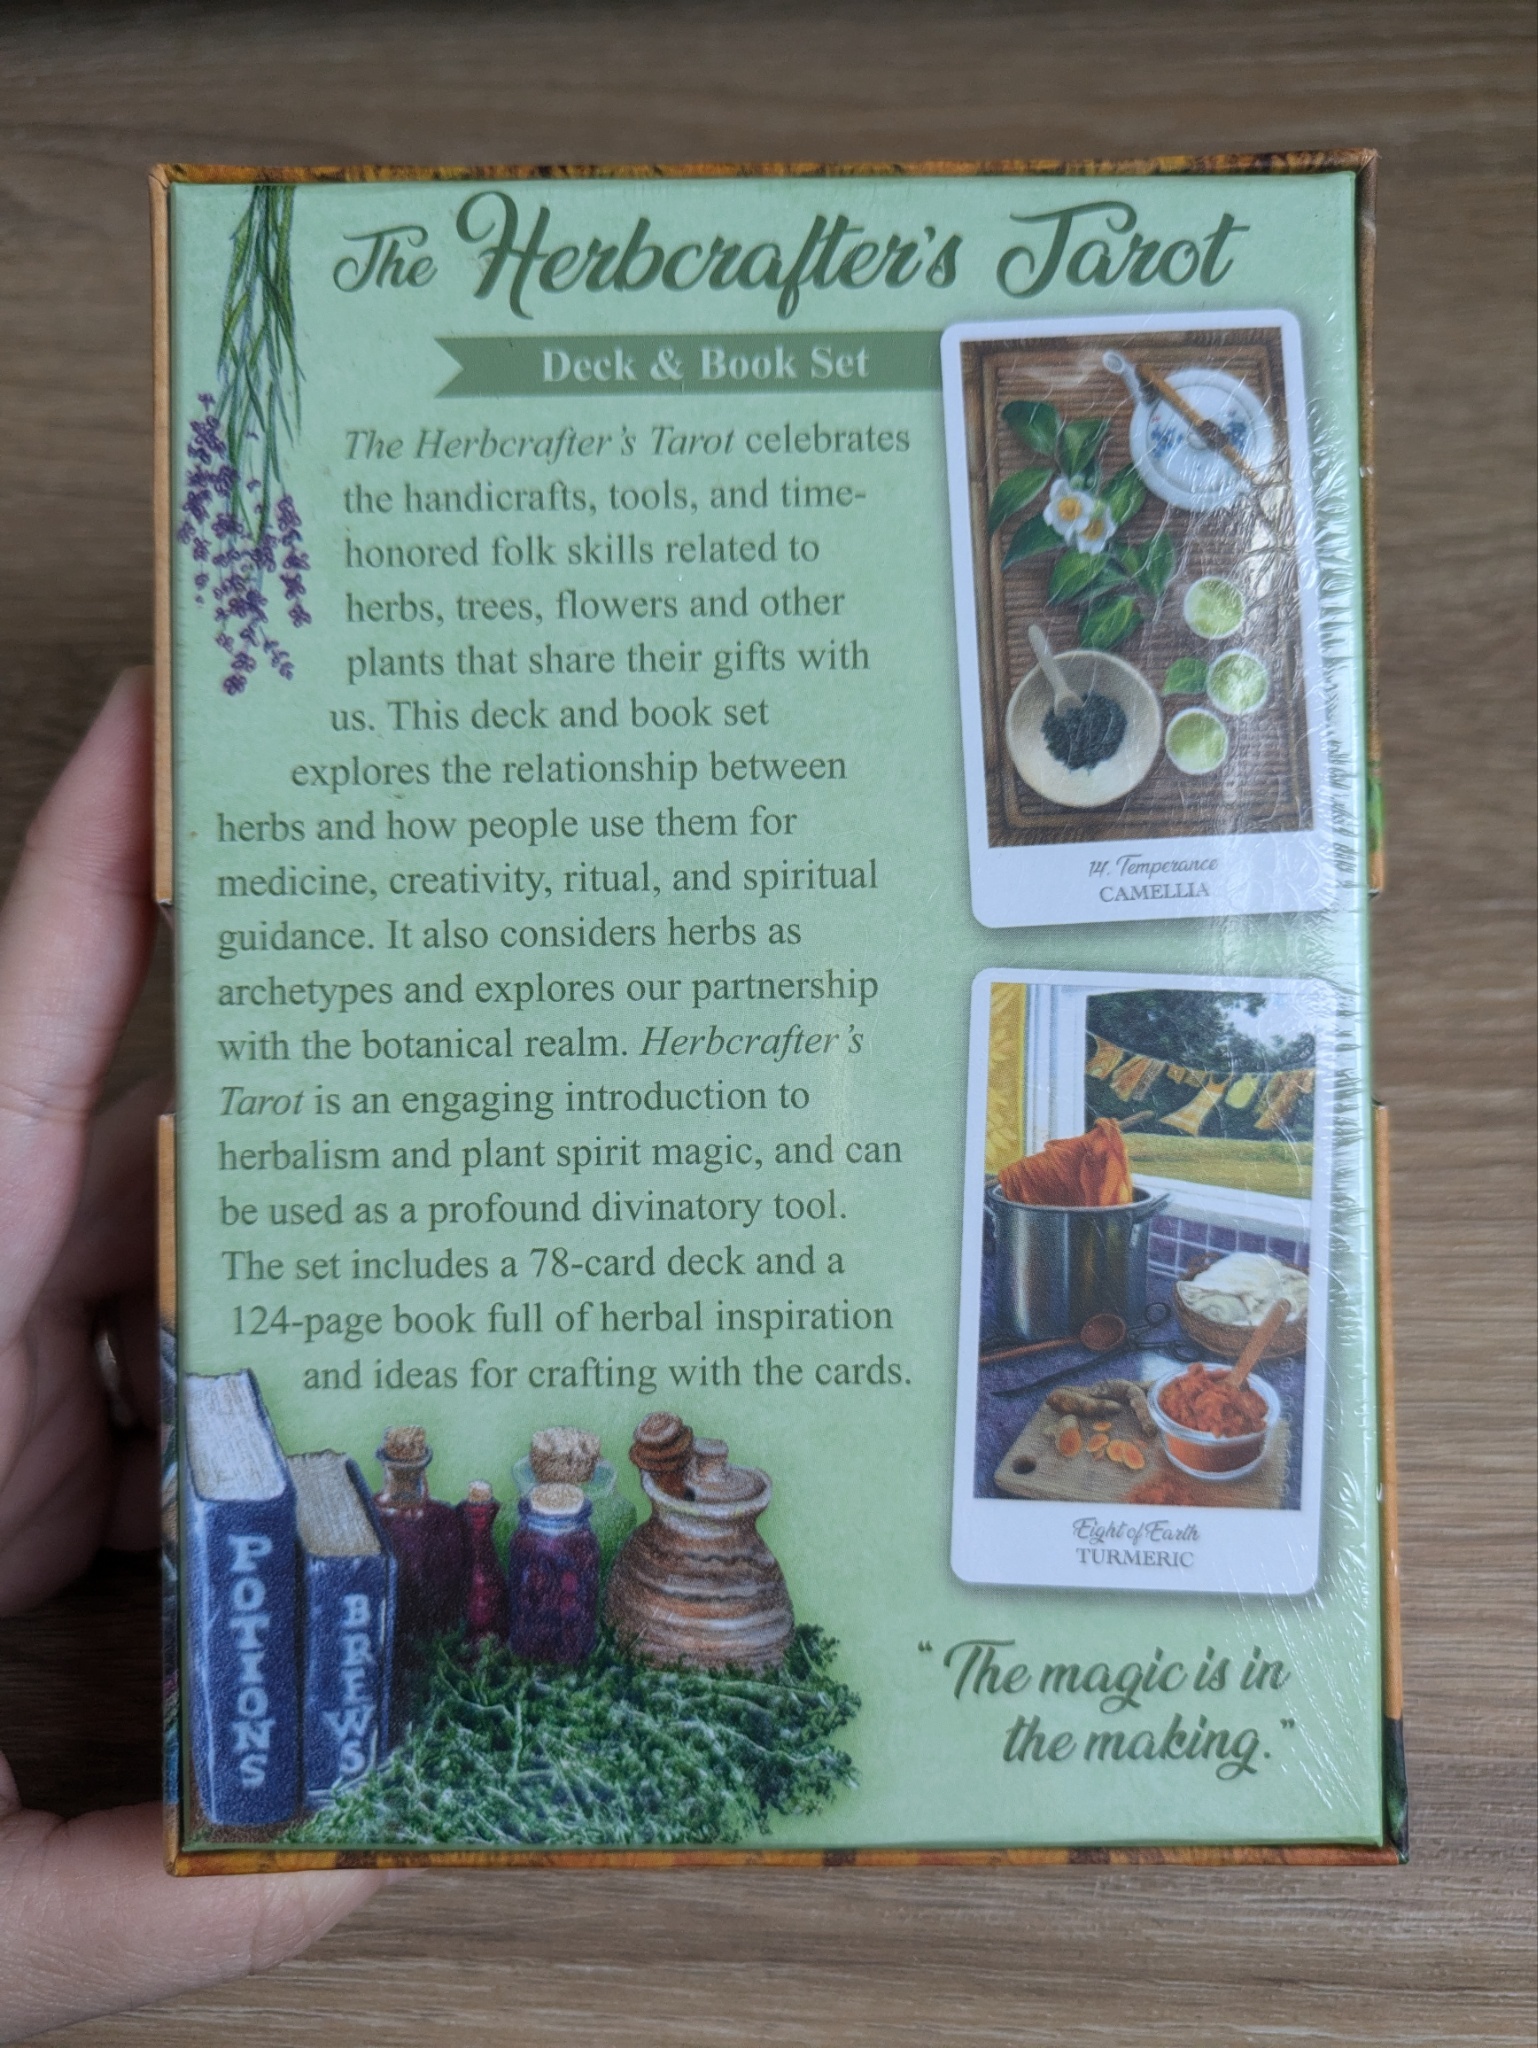 The Herbcrafter's Tarot
Deck & Book Set
The Herbcrafter's Tarot celebrates
the handicrafts, tools, and time-
honored folk skills related to
herbs, trees, flowers and other
plants that share their gifts with
us. This deck and book set
explores the relationship between
herbs and how people use them for
medicine, creativity, ritual, and spiritual
guidance. It also considers herbs as
archetypes and explores our partnership
with the botanical realm. Herbcrafter's
Tarot is an engaging introduction to
herbalism and plant spirit magic, and can
be used as a profound divinatory tool.
The set includes a 78-card deck and a
124-page book full of herbal inspiration
and ideas for crafting with the cards.
14. Temperance
CAMELLIA
Eight of Earth
TURMERIC
POTIONS
BREWS
"The magic is in
the making."